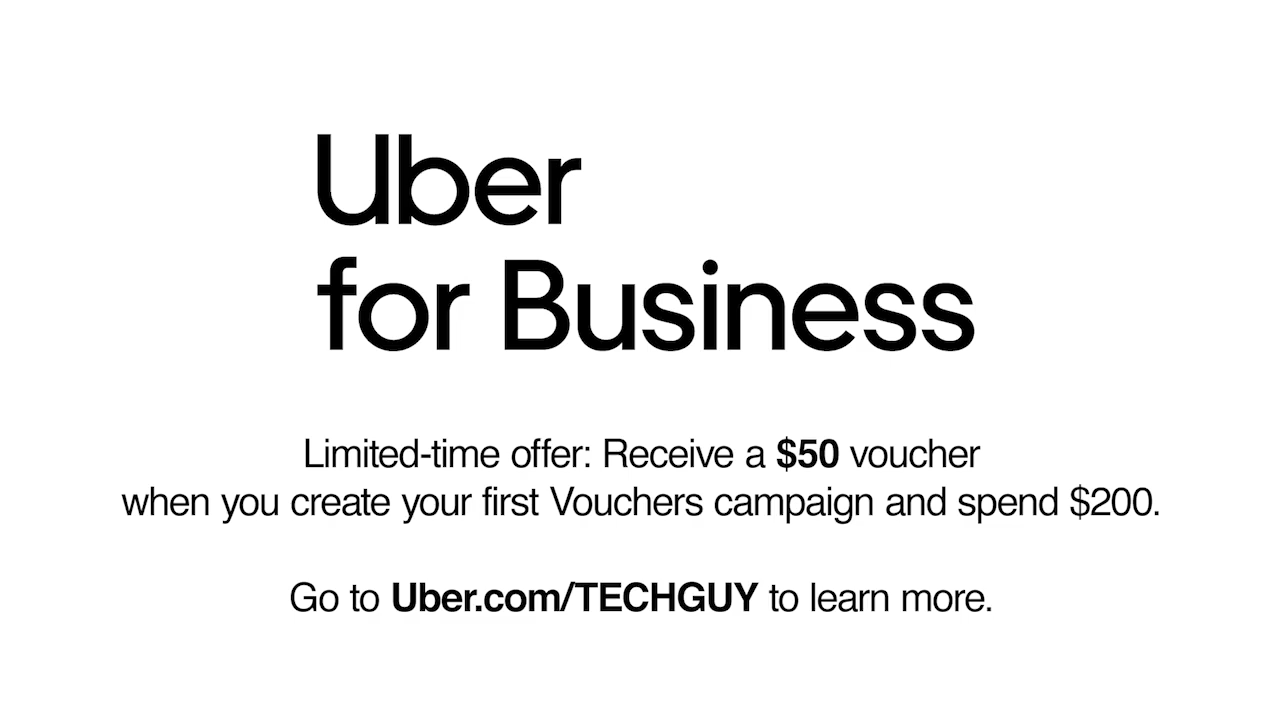 Uber
for Business
Limited-time offer: Receive a $50 voucher
when you create your first Vouchers campaign and spend $200.
Go to Uber.com/TECHGUY to learn more.